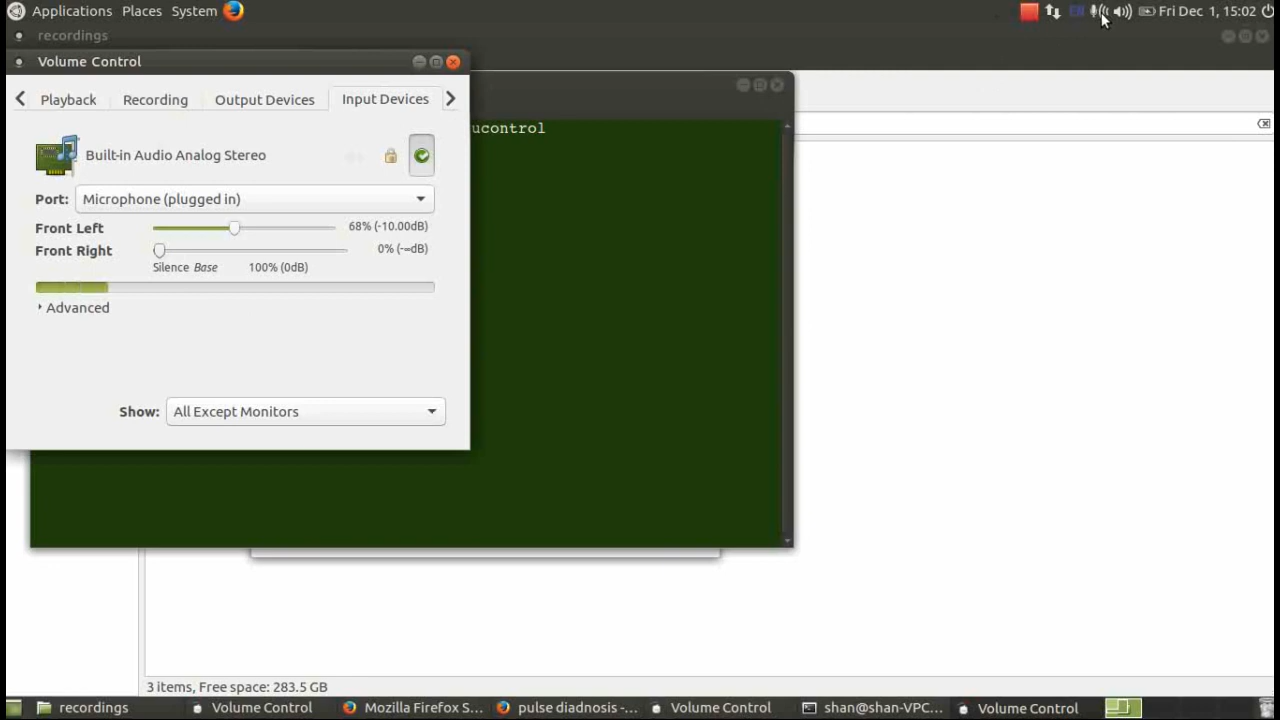 Applications Places System Fri Dec 1, 15:02
recordings
Volume Control
Playback Recording Output Devices Input Devices
ucontrol
Built-in Audio Analog Stereo
Port: Microphone (plugged in)
Front Left 68% (-10.00dB)
Front Right 0% (-∞dB)
Silence Base 100% (0dB)
Advanced
Show: All Except Monitors
3 items, Free space: 283.5 GB
recordings Volume Control Mozilla Firefox S... pulse diadnosis -... Volume Control shan@shan-VPC... Volume Control